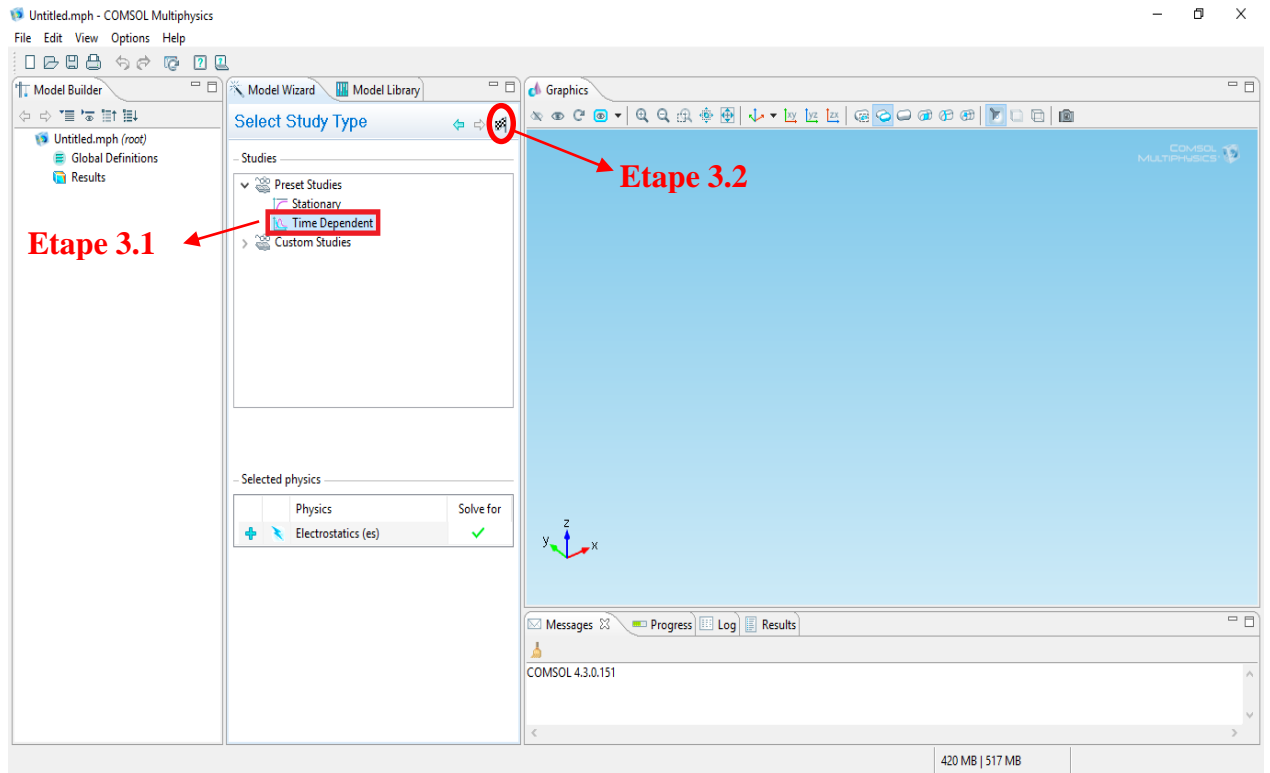 Untitled.mph - COMSOL Multiphysics
File Edit View Options Help
Model Builder
Untitled.mph (root)
Global Definitions
Results
Model Wizard Model Library
Select Study Type
Studies
Preset Studies
Stationary
Time Dependent
Custom Studies
Etape 3.1
Etape 3.2
Selected physics
Physics Solve for
Electrostatics (es)
Graphics
xy yz zx
COMSOL
MULTIPHYSICS
z
y x
Messages Progress Log Results
COMSOL 4.3.0.151
420 MB | 517 MB